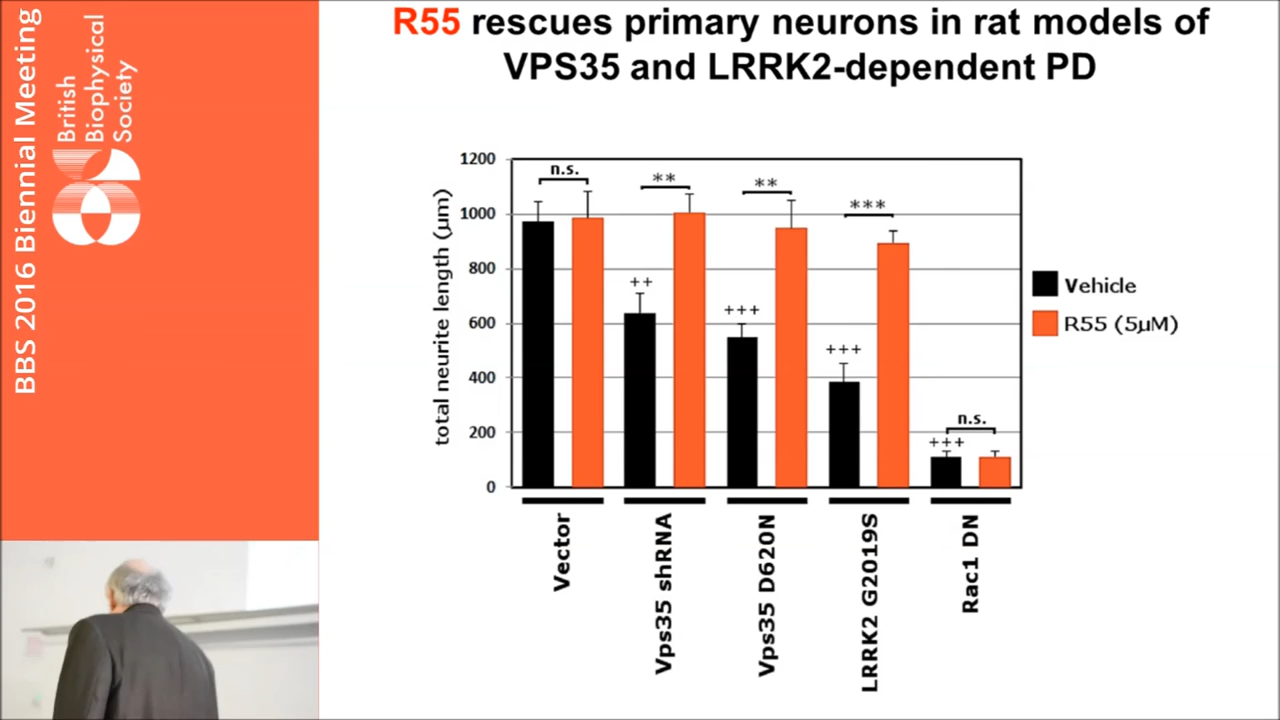 BBS 2016 Biennial Meeting
British
Biophysical
Society
R55 rescues primary neurons in rat models of
VPS35 and LRRK2-dependent PD
total neurite length (µm)
1200
1000
800
600
400
200
0
n.s.
**
**
***
n.s.
++
+++
+++
+++
Vehicle
R55 (5µM)
Vector
Vps35 shRNA
Vps35 D620N
LRRK2 G2019S
Rac1 DN